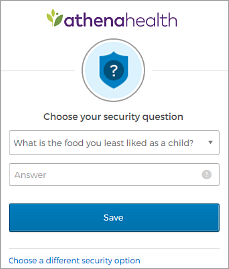 athenahealth
?
Choose your security question
What is the food you least liked as a child?
Answer
Save
Choose a different security option